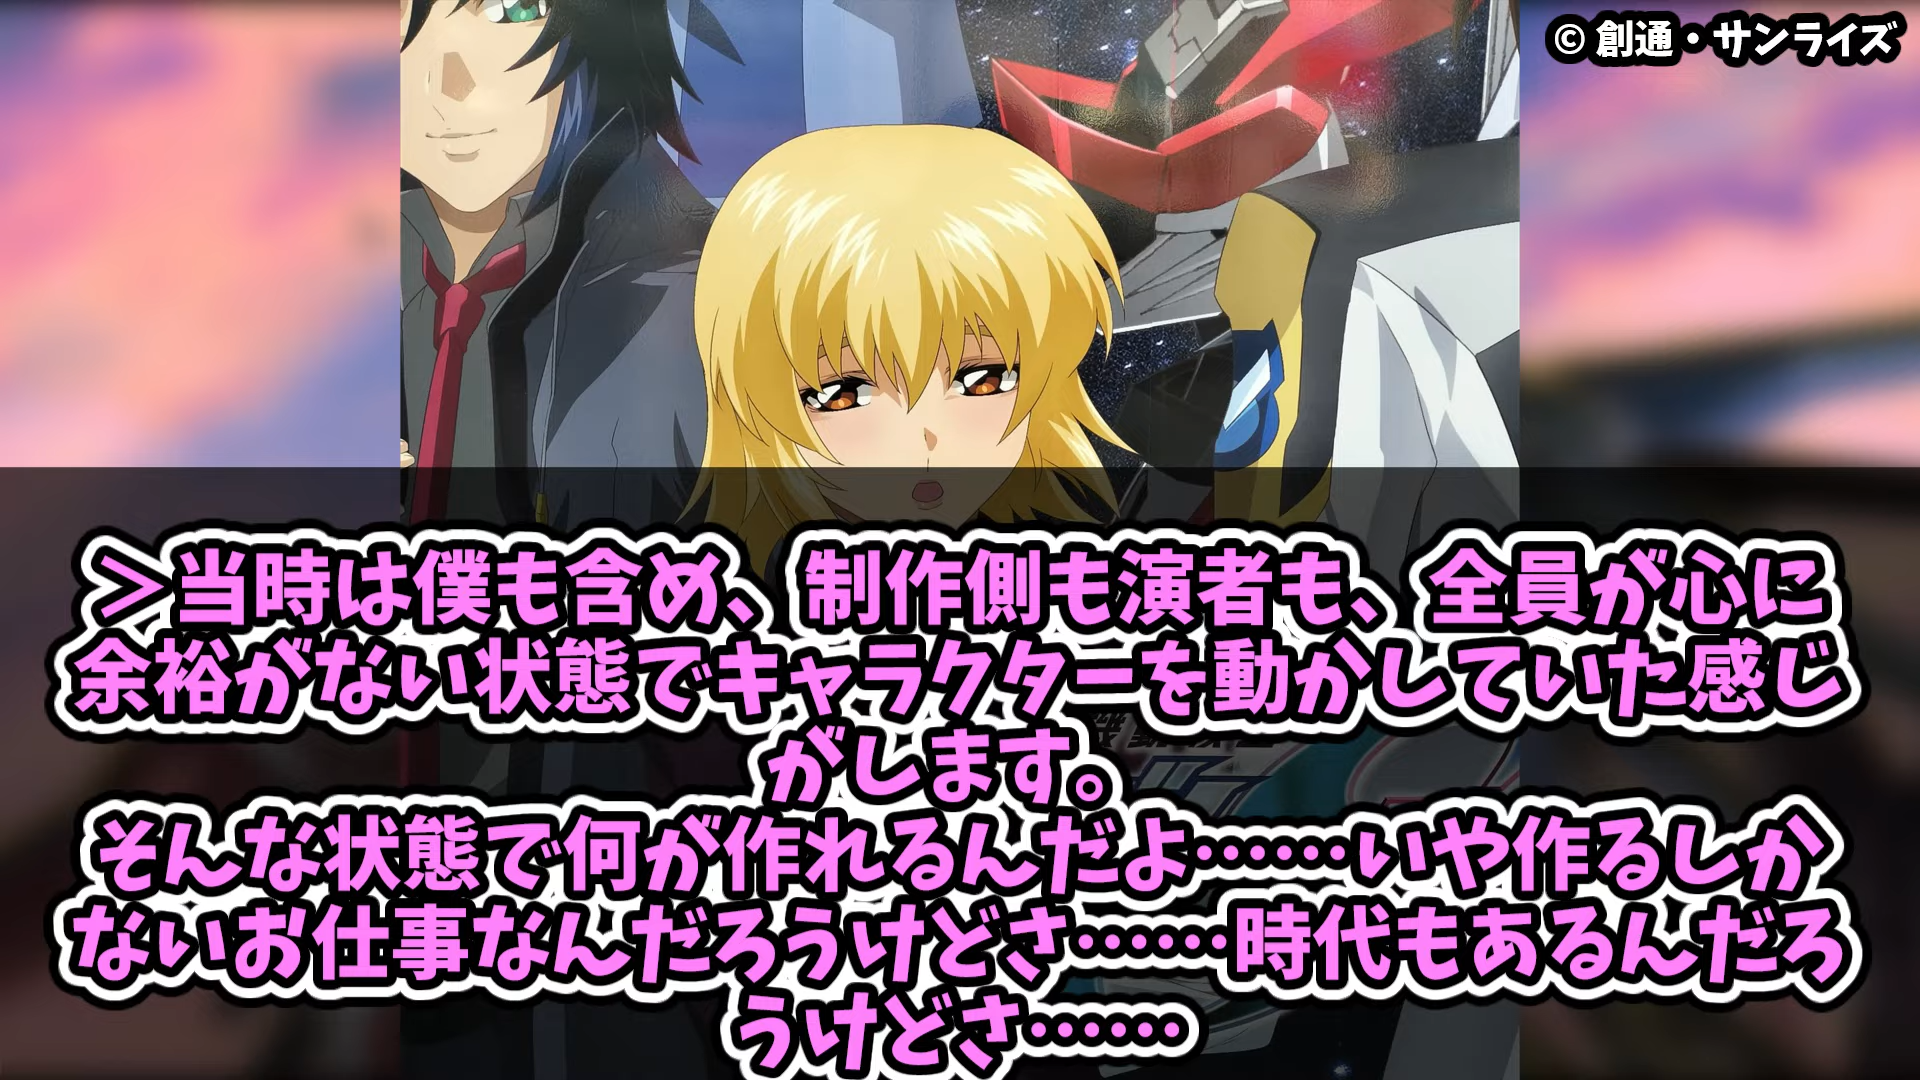 © 創通・サンライズ
＞当時は僕も含め、制作側も演者も、全員が心に
余裕がない状態でキャラクターを動かしていた感じ
がします。
そんな状態で何が作れるんだよ……いや作るしか
ないお仕事なんだろうけどさ……時代もあるんだろ
うけどさ……